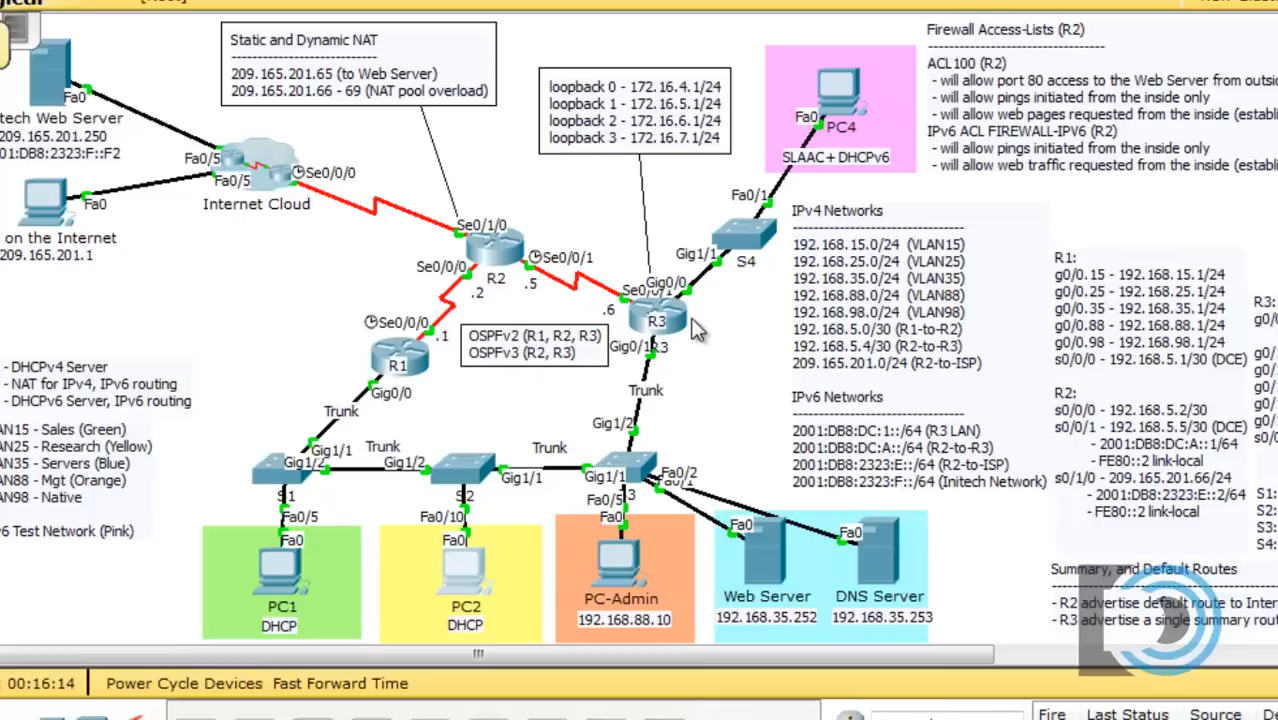 Static and Dynamic NAT
209.165.201.65 (to Web Server)
209.165.201.66 - 69 (NAT pool overload)
loopback 0 - 172.16.4.1/24
loopback 1 - 172.16.5.1/24
loopback 2 - 172.16.6.1/24
loopback 3 - 172.16.7.1/24
Fa0
PC4
SLAAC + DHCPv6
Firewall Access-Lists (R2)
ACL100 (R2)
- will allow port 80 access to the Web Server from outsi
- will allow pings initiated from the inside only
- will allow web pages requested from the inside (establi
IPv6 ACL FIREWALL-IPV6 (R2)
- will allow pings initiated from the inside only
- will allow web traffic requested from the inside (establi
Fa0
tech Web Server
209.165.201.250
01:DB8:2323:F::F2
Fa0/5
Fa0/5
Se0/0/0
Internet Cloud
Fa0
on the Internet
209.165.201.1
Se0/1/0
Se0/0/0
R2
.2
Se0/0/1
.5
Fa0/1
Gig1/1
S4
Gig0/0
.6
R3
Gig0/1
Se0/0/0
.1
R1
Gig0/0
OSPFv2 (R1, R2, R3)
OSPFv3 (R2, R3)
IPv4 Networks
192.168.15.0/24 (VLAN15)
192.168.25.0/24 (VLAN25)
192.168.35.0/24 (VLAN35)
192.168.88.0/24 (VLAN88)
192.168.98.0/24 (VLAN98)
192.168.5.0/30 (R1-to-R2)
192.168.5.4/30 (R2-to-R3)
209.165.201.0/24 (R2-to-ISP)
IPv6 Networks
2001:DB8:DC:1::/64 (R3 LAN)
2001:DB8:DC:A::/64 (R2-to-R3)
2001:DB8:2323:E::/64 (R2-to-ISP)
2001:DB8:2323:F::/64 (Initech Network)
R1:
g0/0.15 - 192.168.15.1/24
g0/0.25 - 192.168.25.1/24
g0/0.35 - 192.168.35.1/24
g0/0.88 - 192.168.88.1/24
g0/0.98 - 192.168.98.1/24
s0/0/0 - 192.168.5.1/30 (DCE)
R2:
s0/0/0 - 192.168.5.2/30
s0/0/1 - 192.168.5.5/30 (DCE)
- 2001:DB8:DC:A::1/64
- FE80::2 link-local
s0/1/0 - 209.165.201.66/24
- 2001:DB8:2323:E::2/64
- FE80::2 link-local
R3:
g0/
g0/
g0/
g0/
g0/
S1:
S2:
S3:
S4:
Summary, and Default Routes
- R2 advertise default route to Inter
- R3 advertise a single summary rout
- DHCPv4 Server
- NAT for IPv4, IPv6 routing
- DHCPv6 Server, IPv6 routing
AN15 - Sales (Green)
AN25 - Research (Yellow)
AN35 - Servers (Blue)
AN88 - Mgt (Orange)
AN98 - Native
v6 Test Network (Pink)
Trunk
Gig1/1
Gig1/2
Trunk
Gig1/2
Trunk
Gig1/1
Gig1/1
Trunk
Gig1/2
S1
Fa0/5
Fa0
PC1
DHCP
S2
Fa0/10
Fa0
PC2
DHCP
Fa0/5
Fa0
PC-Admin
192.168.88.10
Fa0/2
Fa0
Web Server
192.168.35.252
Fa0
DNS Server
192.168.35.253
: 00:16:14
Power Cycle Devices Fast Forward Time
Fire Last Status Source